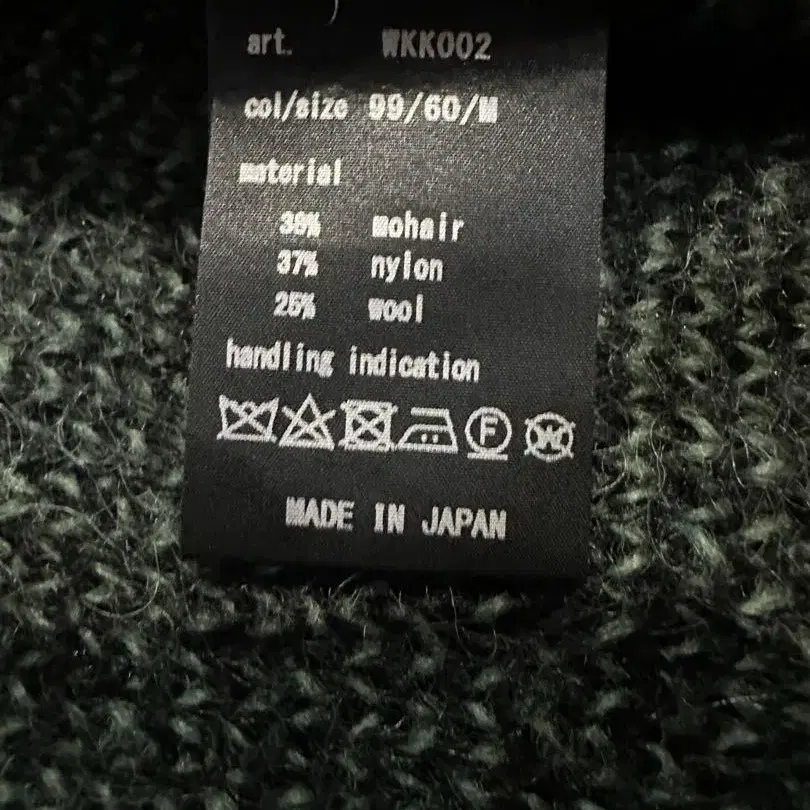 art. WKK002
col/size 99/60/M
material
38% mohair
37% nylon
25% wool
handling indication
F W
MADE IN JAPAN